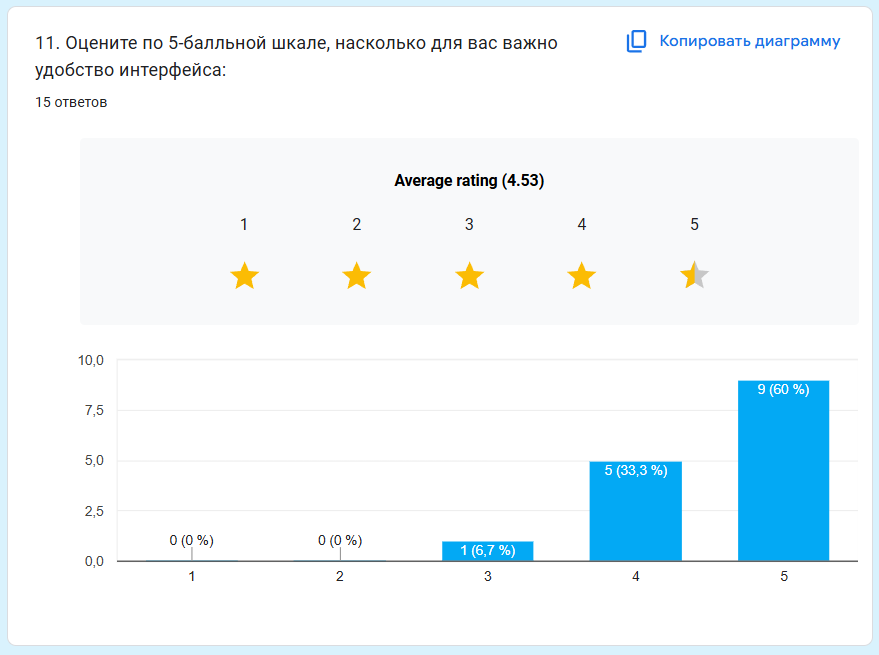 11. Оцените по 5-балльной шкале, насколько для вас важно
удобство интерфейса:
Копировать диаграмму
15 ответов
Average rating (4.53)
1 2 3 4 5
10,0
7,5
5,0
2,5
0,0
0 (0 %)
0 (0 %)
1 (6,7 %)
5 (33,3 %)
9 (60 %)
1 2 3 4 5